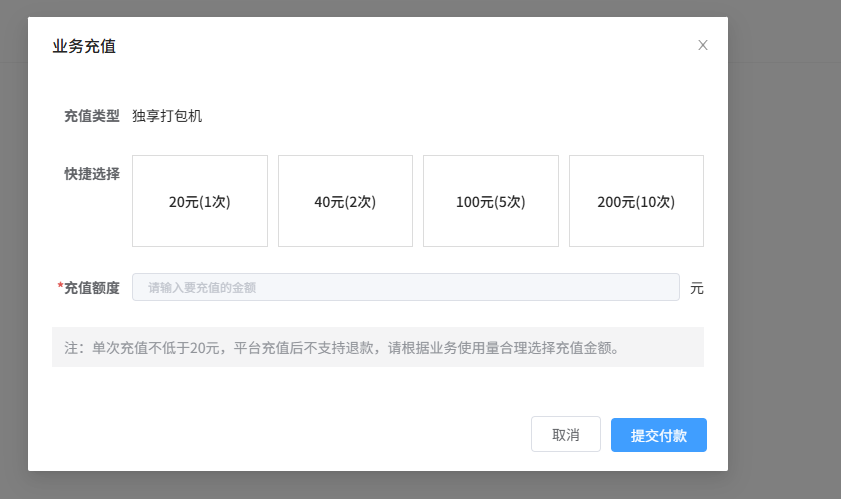 业务充值
X
充值类型 独享打包机
快捷选择 20元(1次) 40元(2次) 100元(5次) 200元(10次)
*充值额度 请输入要充值的金额 元
注：单次充值不低于20元，平台充值后不支持退款，请根据业务使用量合理选择充值金额。
取消 提交付款